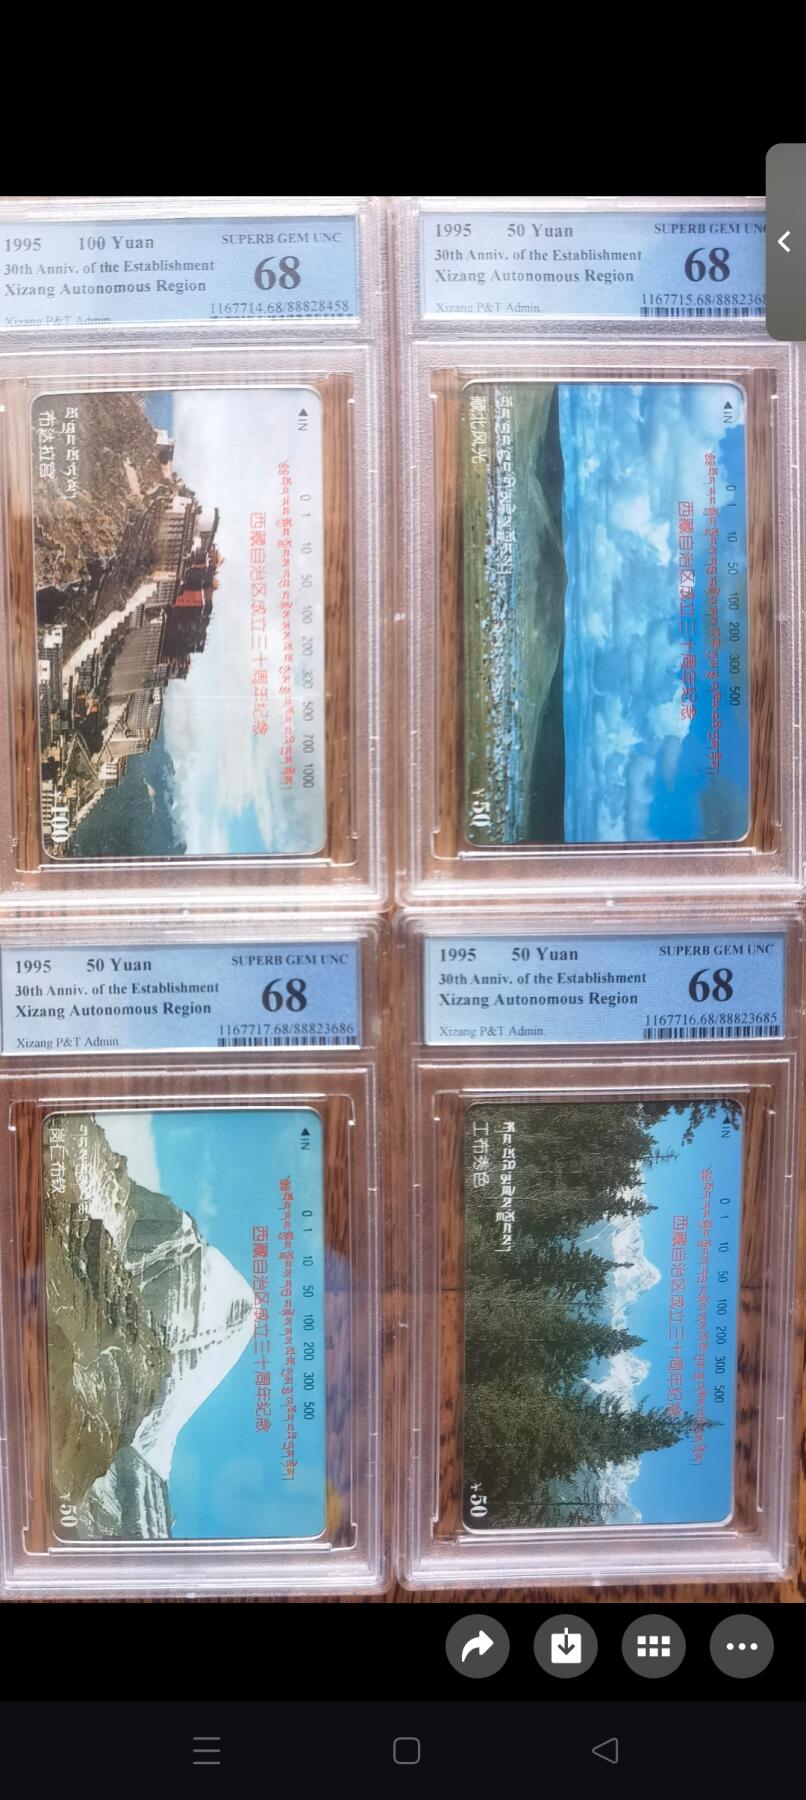 1995 100 Yuan SUPERB GEM UNC
30th Anniv. of the Establishment 68
Xizang Autonomous Region
Xizang P&T Admin. 1167714.68/88828458
IN
0 1 10 50 100 200 300 500 700 1000
西藏自治区成立三十周年纪念
布达拉宫
100
1995 50 Yuan SUPERB GEM UN
30th Anniv. of the Establishment 68
Xizang Autonomous Region
Xizang P&T Admin. 1167715.68/8882368
IN
0 1 10 50 100 200 300 500
西藏自治区成立三十周年纪念
藏北风光
¥50
1995 50 Yuan SUPERB GEM UNC
30th Anniv. of the Establishment 68
Xizang Autonomous Region
Xizang P&T Admin. 1167717.68/88823686
IN
0 1 10 50 100 200 300 500
西藏自治区成立三十周年纪念
岗仁布钦
¥50
1995 50 Yuan SUPERB GEM UNC
30th Anniv. of the Establishment 68
Xizang Autonomous Region
Xizang P&T Admin. 1167716.68/88823685
IN
0 1 10 50 100 200 300 500
西藏自治区成立三十周年纪念
工布秀色
¥50